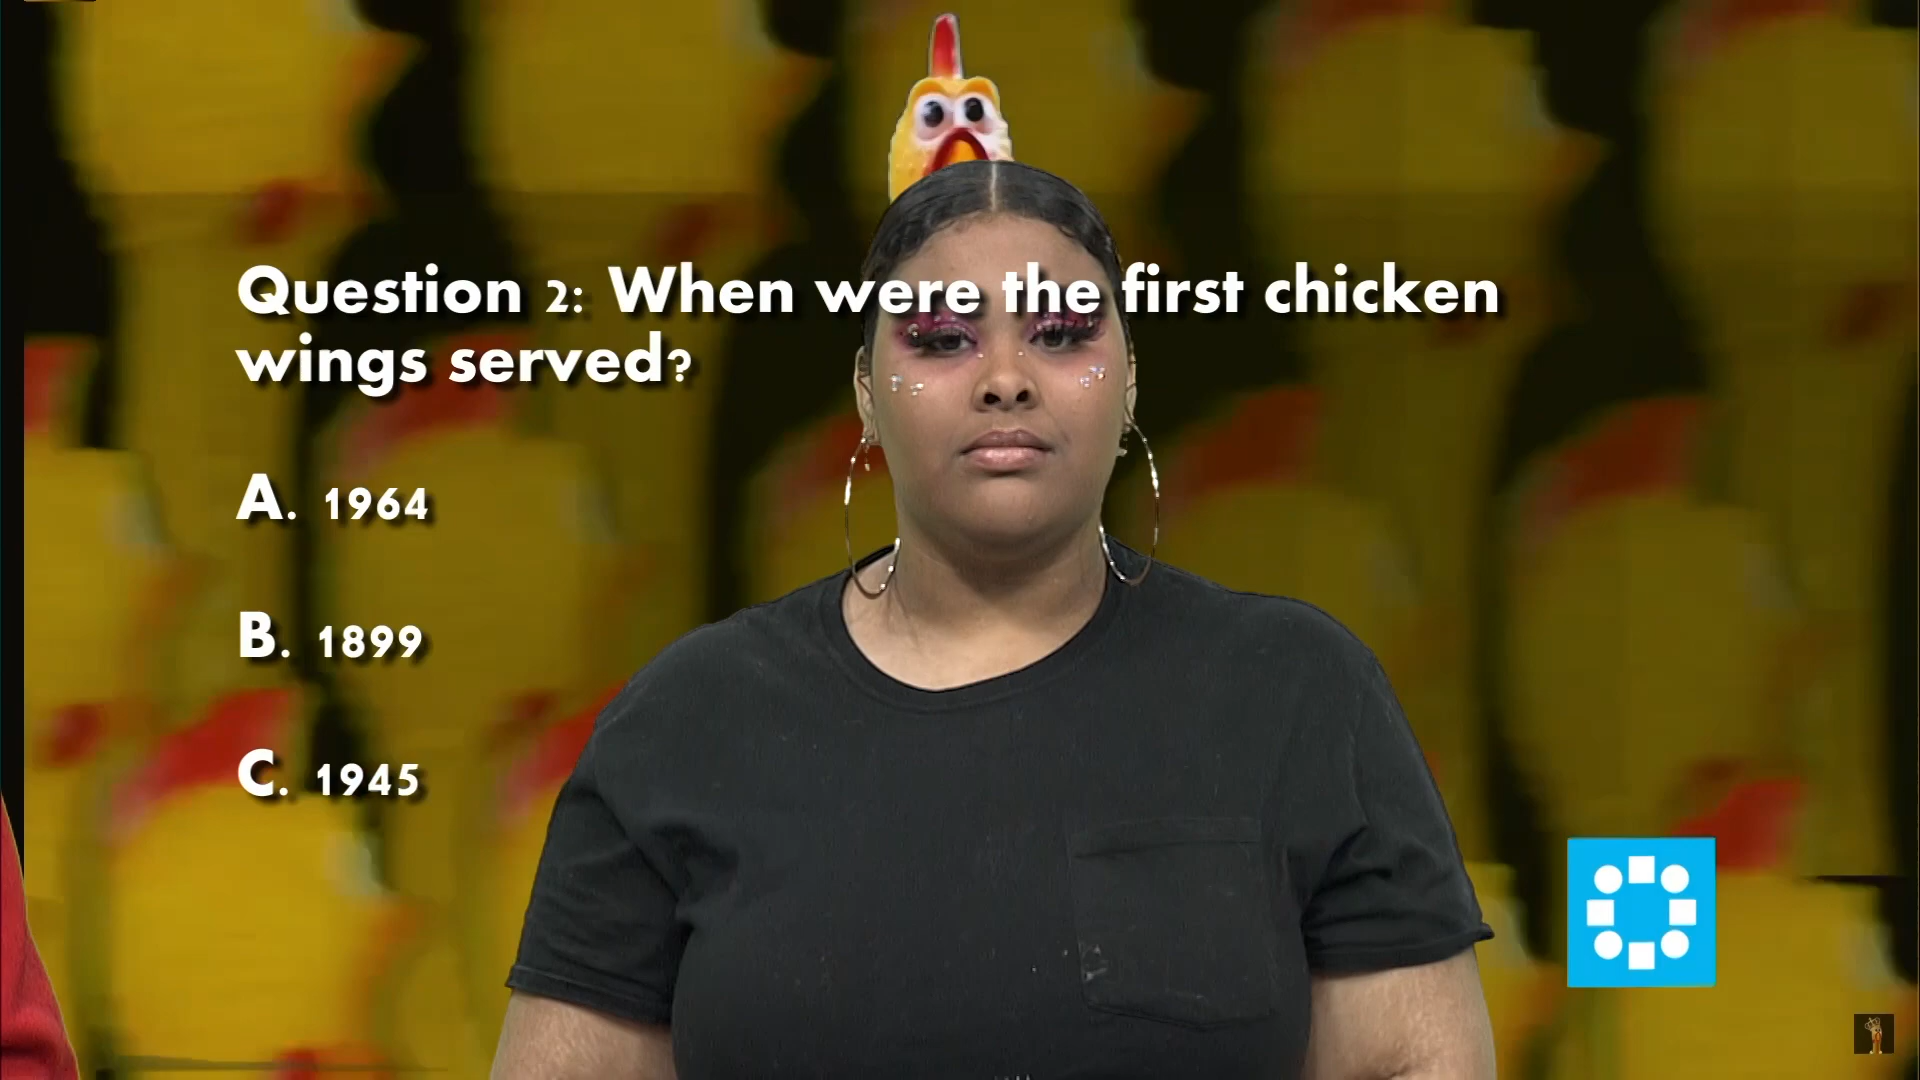 Question 2: When were the first chicken
wings served?
A. 1964
B. 1899
C. 1945